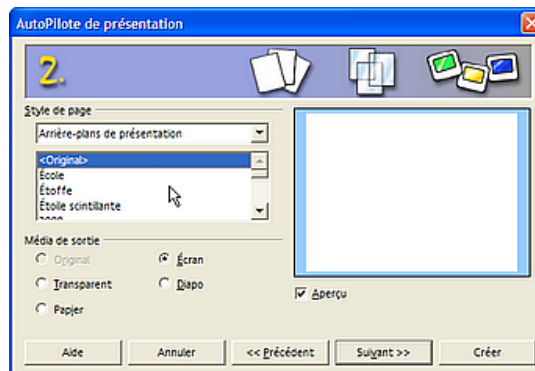 AutoPilote de présentation
2.
Style de page
Arrière-plans de présentation
<Original>
École
Étoffe
Étoile scintillante
Média de sortie
Original
Écran
Transparent
Diapo
Papier
Aperçu
Aide
Annuler
<< Précédent
Suivant >>
Créer